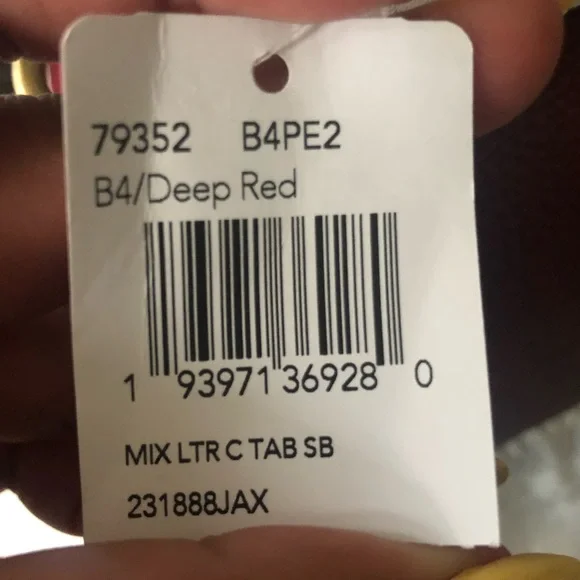 79352 B4PE2
B4/Deep Red
1 93971 36928 0
MIX LTR C TAB SB
231888JAX